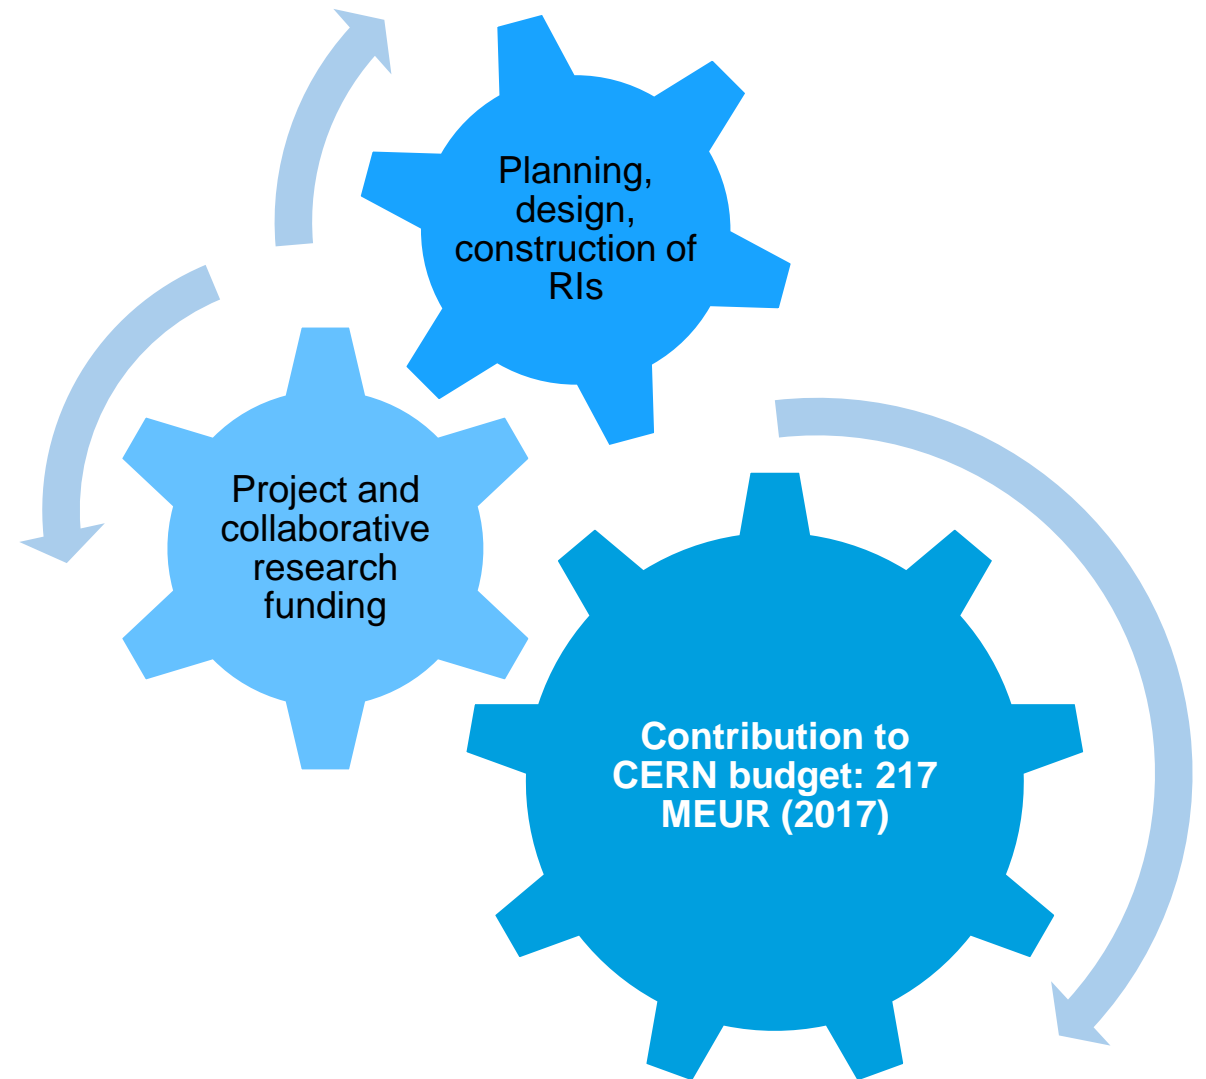 Planning,
design,
construction of
RIs
Project and
collaborative
research
funding
Contribution to
CERN budget: 217
MEUR (2017)